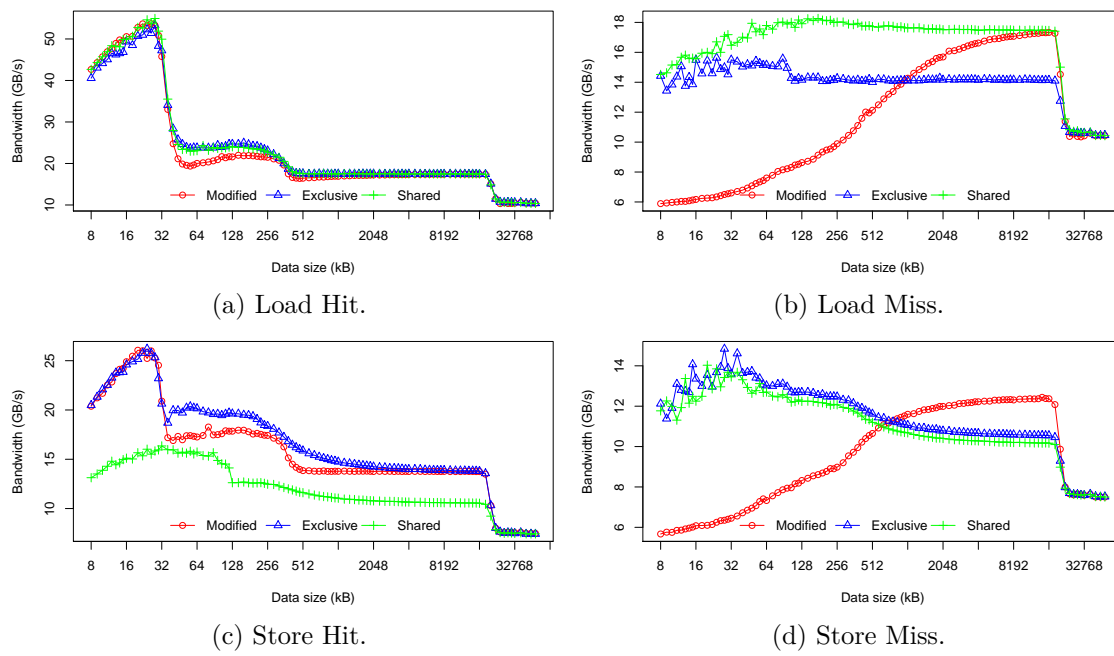 Bandwidth (GB/s)
50
40
30
20
10
Modified Exclusive Shared
8 16 32 64 128 256 512 2048 8192 32768
Data size (kB)
(a) Load Hit.
Bandwidth (GB/s)
18
16
14
12
10
8
6
Modified Exclusive Shared
8 16 32 64 128 256 512 2048 8192 32768
Data size (kB)
(b) Load Miss.
Bandwidth (GB/s)
25
20
15
10
Modified Exclusive Shared
8 16 32 64 128 256 512 2048 8192 32768
Data size (kB)
(c) Store Hit.
Bandwidth (GB/s)
14
12
10
8
6
Modified Exclusive Shared
8 16 32 64 128 256 512 2048 8192 32768
Data size (kB)
(d) Store Miss.